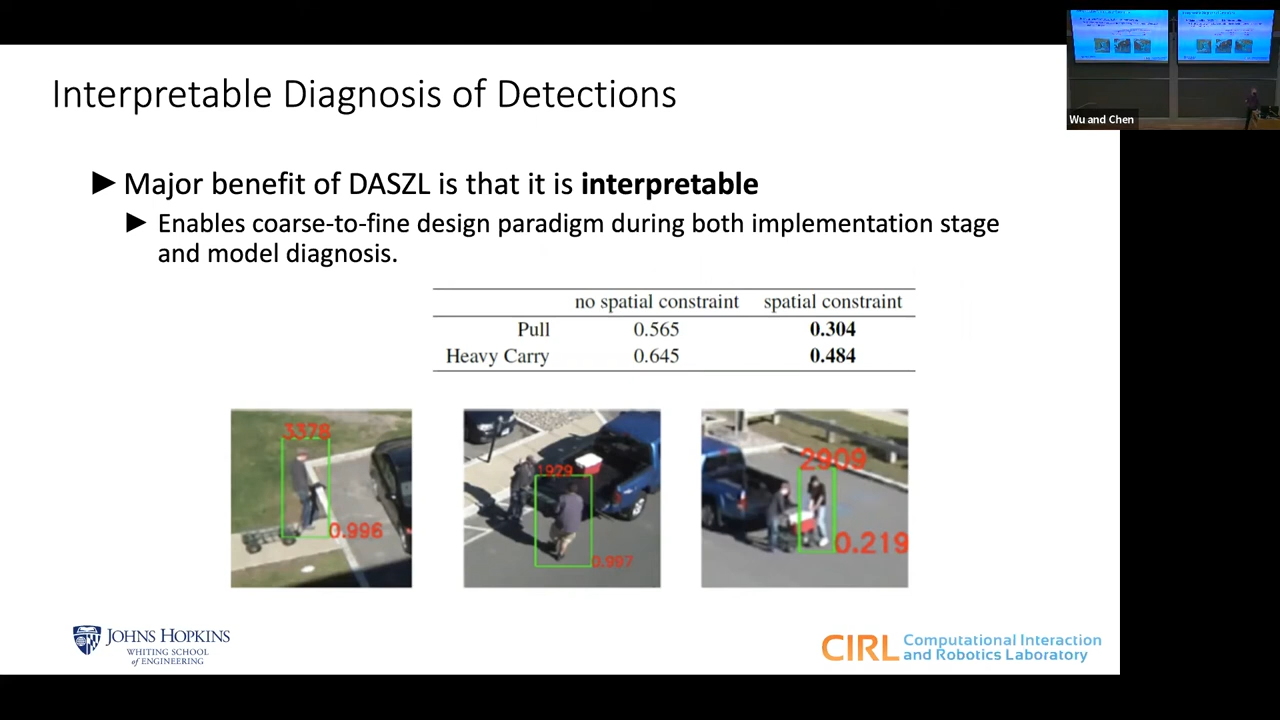 Interpretable Diagnosis of Detections
Wu and Chen
► Major benefit of DASZL is that it is interpretable
► Enables coarse-to-fine design paradigm during both implementation stage
and model diagnosis.
no spatial constraint spatial constraint
Pull 0.565 0.304
Heavy Carry 0.645 0.484
3378
0.996
1929
0.997
2909
0.219
JOHNS HOPKINS
WHITING SCHOOL
of ENGINEERING
CIRL Computational Interaction
and Robotics Laboratory